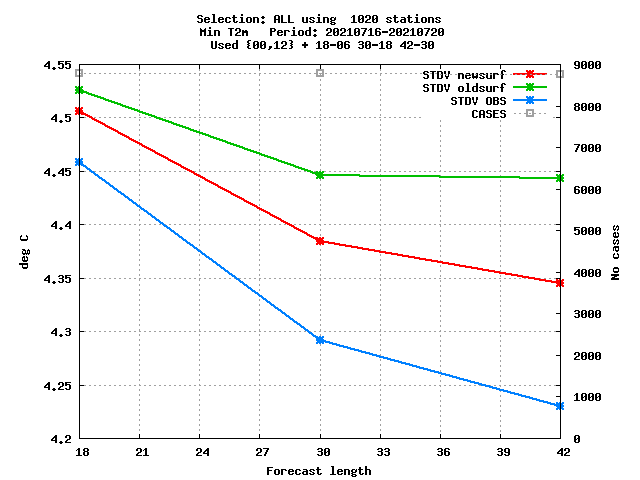 Selection: ALL using  1020 stations
Min T2m   Period: 20210716-20210720
Used {00,12} + 18-06 30-18 42-30
4.55
4.5
4.45
4.4
4.35
4.3
4.25
4.2
deg C
STDV newsurf
STDV oldsurf
STDV OBS
CASES
9000
8000
7000
6000
5000
4000
3000
2000
1000
0
No cases
18 21 24 27 30 33 36 39 42
Forecast length